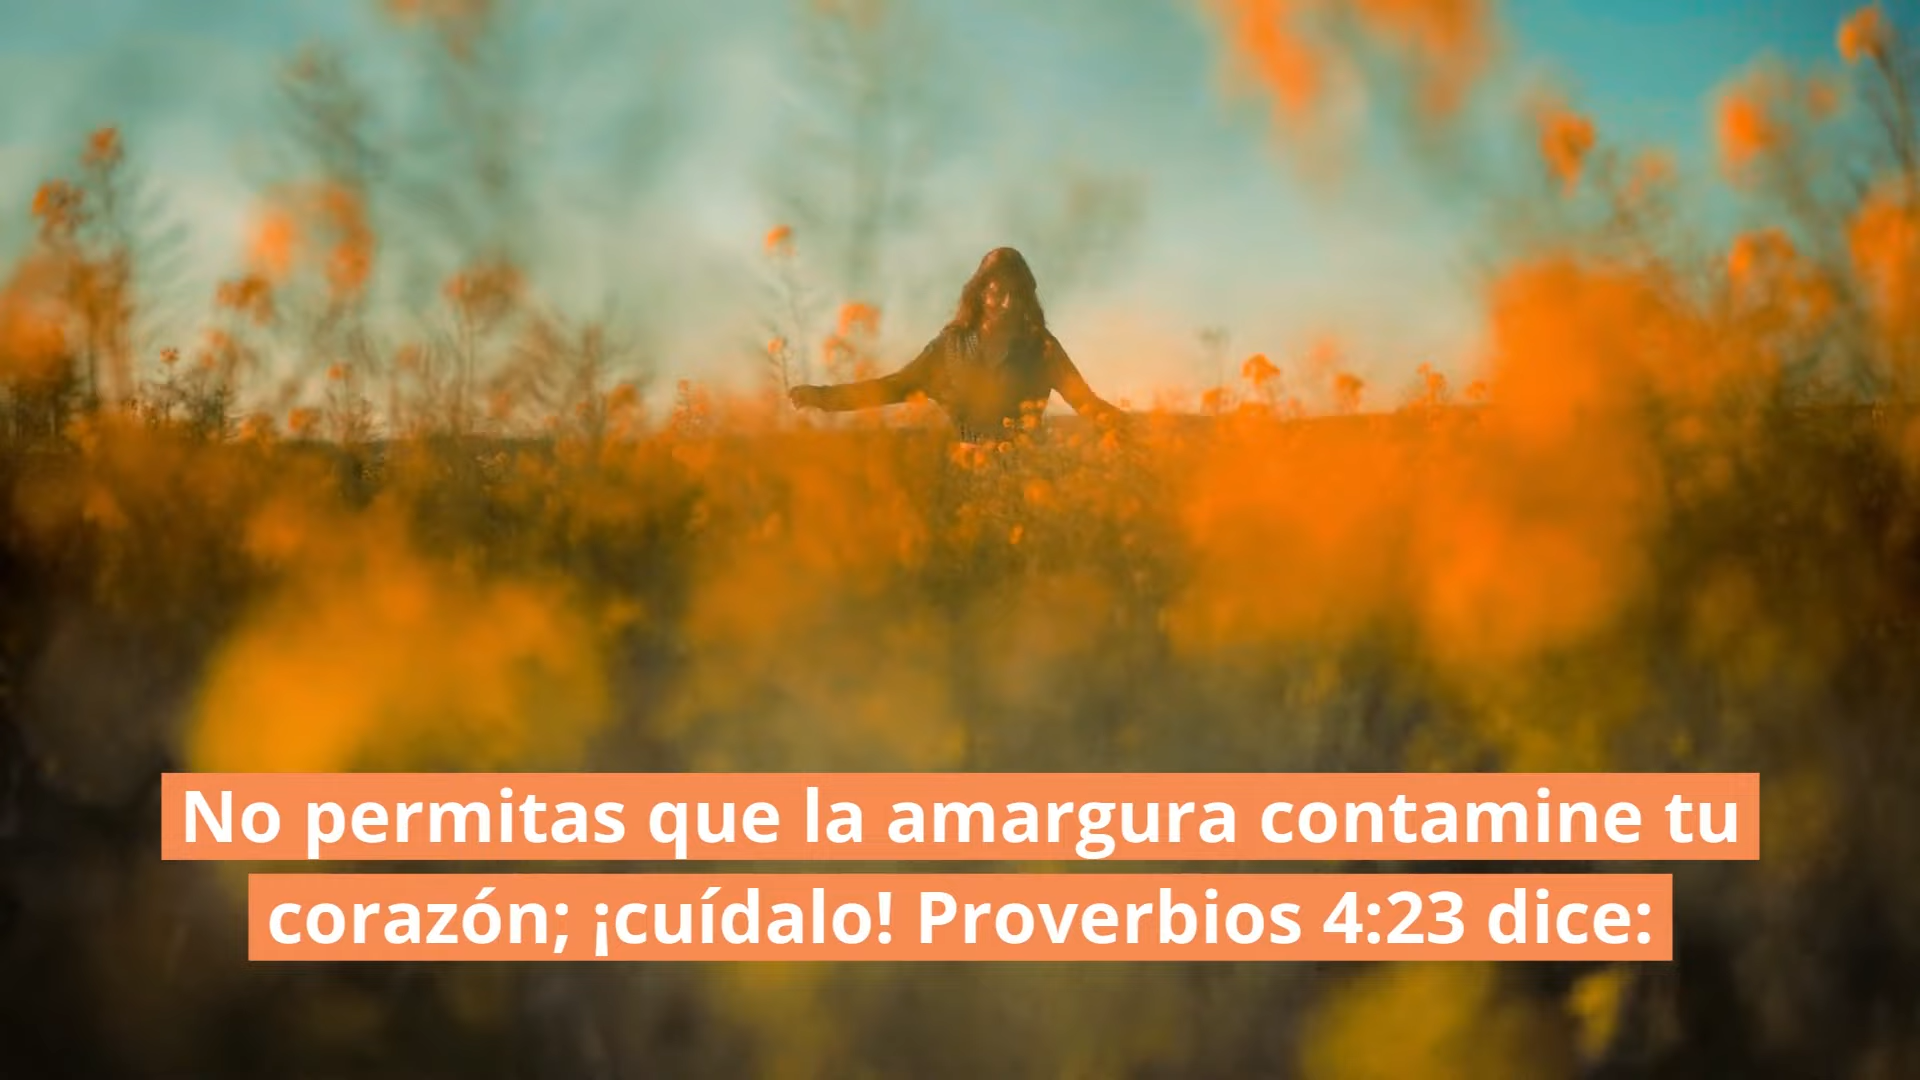 No permitas que la amargura contamine tu
corazón; ¡cuídalo! Proverbios 4:23 dice: